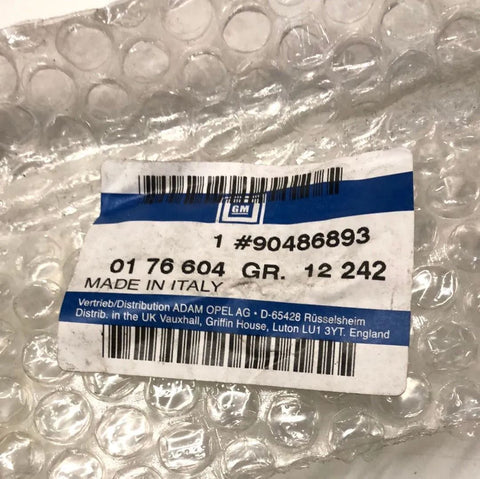 GM
1 #90486893
01 76 604 GR. 12 242
MADE IN ITALY
Vertrieb/Distribution ADAM OPEL AG • D-65428 Rüsselsheim
Distrib. in the UK Vauxhall, Griffin House, Luton LU1 3YT. England